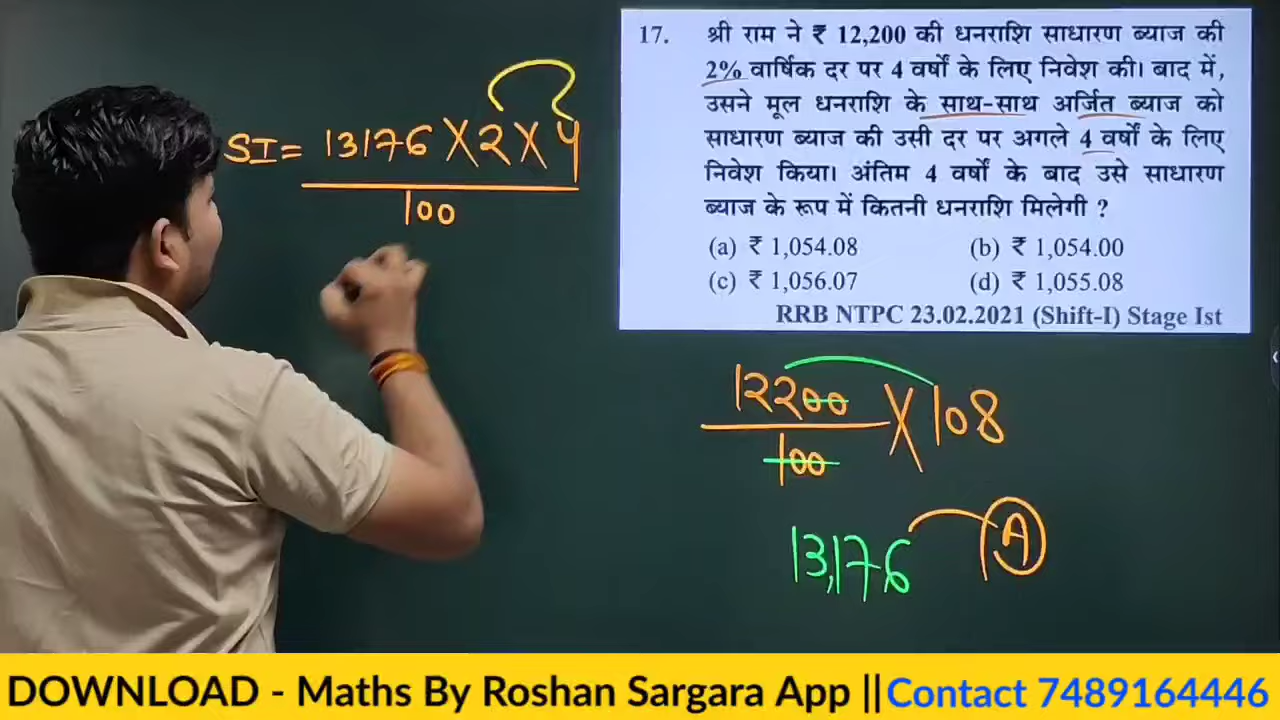 17. श्री राम ने ₹ 12,200 की धनराशि साधारण ब्याज की
2% वार्षिक दर पर 4 वर्षों के लिए निवेश की। बाद में,
उसने मूल धनराशि के साथ-साथ अर्जित ब्याज को
साधारण ब्याज की उसी दर पर अगले 4 वर्षों के लिए
निवेश किया। अंतिम 4 वर्षों के बाद उसे साधारण
ब्याज के रूप में कितनी धनराशि मिलेगी ?
(a) ₹ 1,054.08 (b) ₹ 1,054.00
(c) ₹ 1,056.07 (d) ₹ 1,055.08
RRB NTPC 23.02.2021 (Shift-I) Stage Ist
SI = 13176 X 2 X 4
100
12200 X 108
100
13,176 A
DOWNLOAD - Maths By Roshan Sargara App || Contact 7489164446